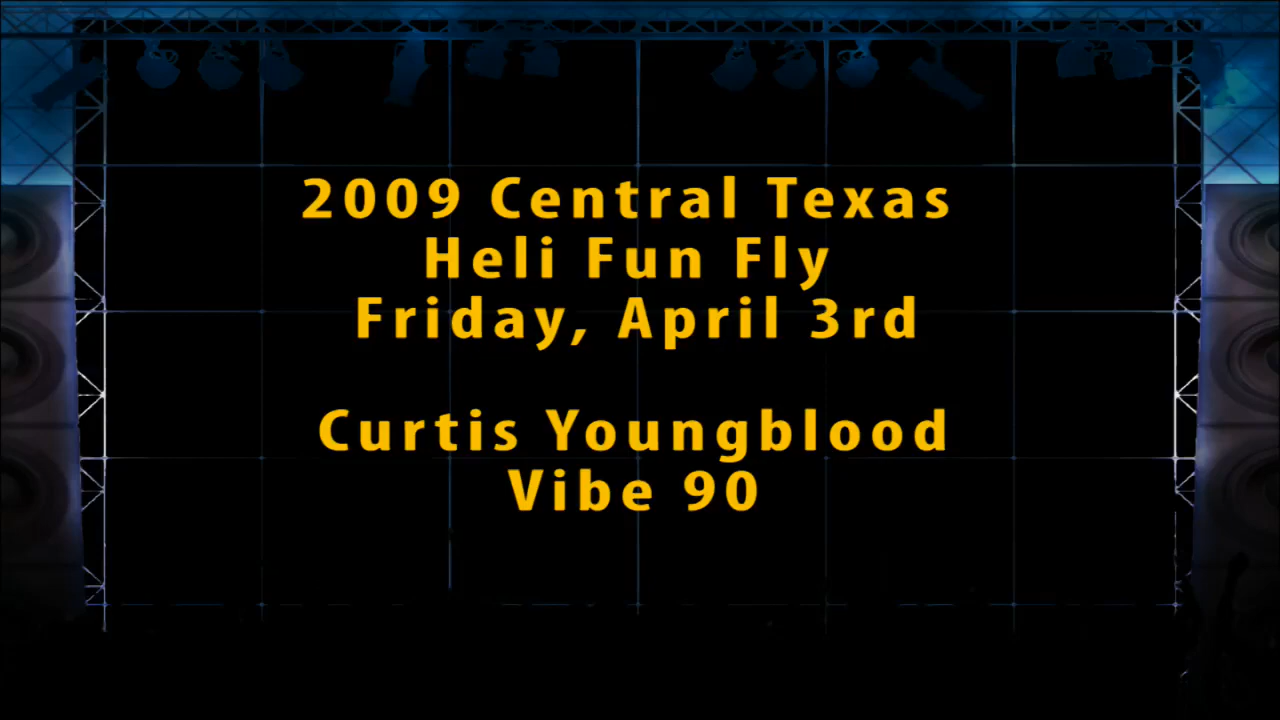 2009 Central Texas
Heli Fun Fly
Friday, April 3rd
Curtis Youngblood
Vibe 90